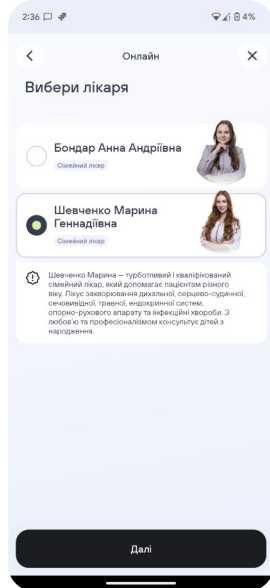 2:36 4%
Онлайн
Вибери лікаря
Бондар Анна Андріївна
Сімейний лікар
Шевченко Марина
Геннадіївна
Сімейний лікар
Шевченко Марина — турботливий і кваліфікований
сімейний лікар, який допомагає пацієнтам різного
віку. Лікує захворювання дихальної, серцево-судинної,
сечовивідної, травної, ендокринної систем,
опорно-рухового апарату та інфекційні хвороби. З
любов'ю та професіоналізмом консультує дітей з
народження.
Далі